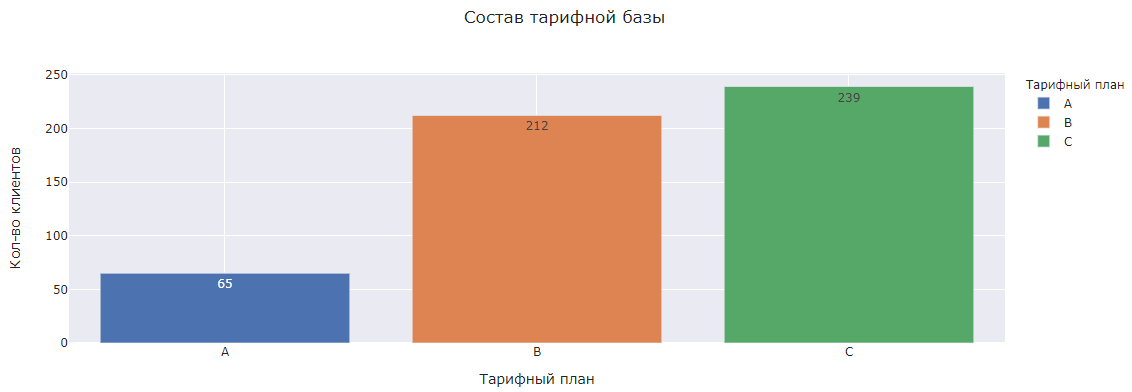 Состав тарифной базы
Кол-во клиентов
250
200
150
100
50
0
65
212
239
A
B
C
Тарифный план
Тарифный план
A
B
C